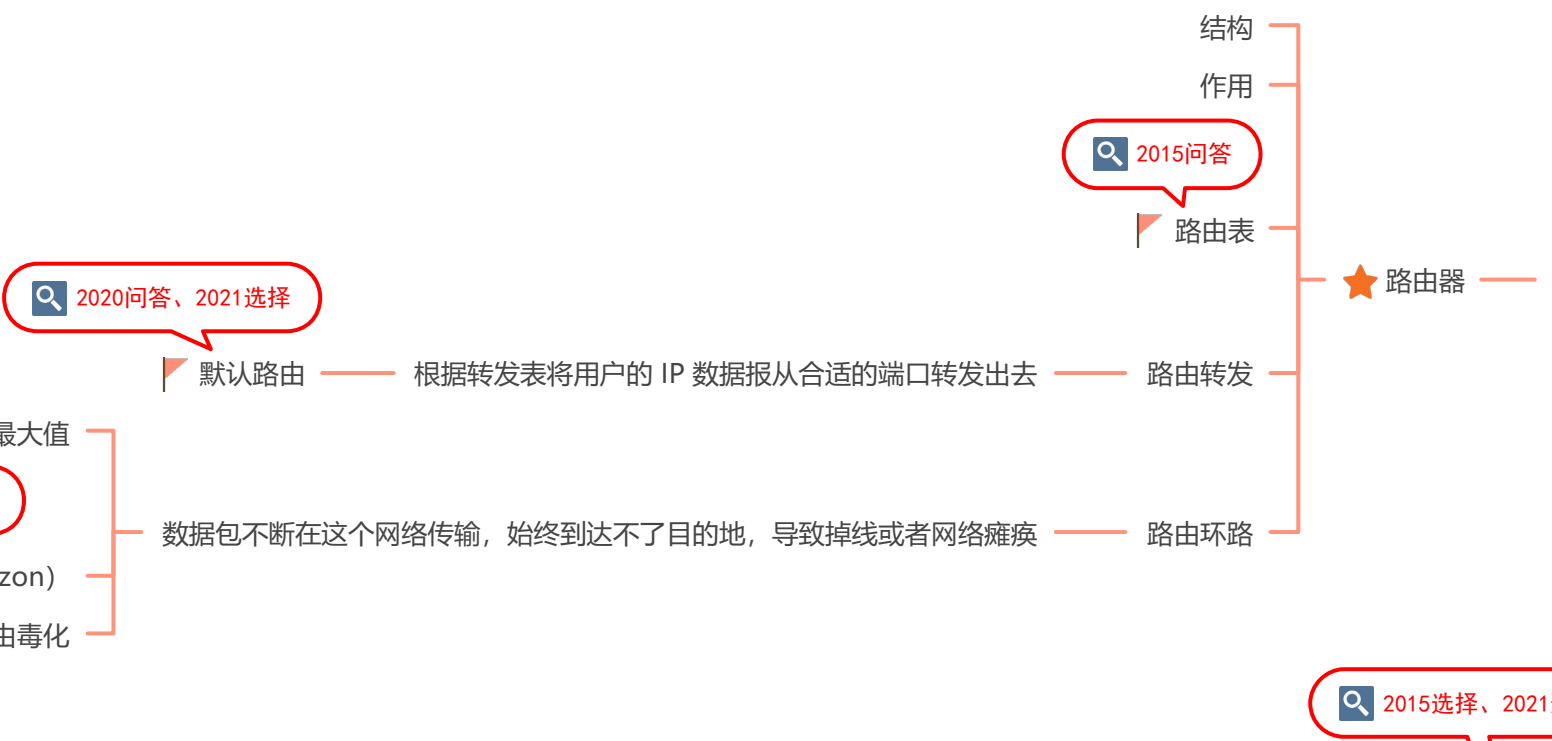 结构
作用
2015问答
路由表
路由器
2020问答、2021选择
默认路由
根据转发表将用户的 IP 数据报从合适的端口转发出去
路由转发
最大值
数据包不断在这个网络传输，始终到达不了目的地，导致掉线或者网络瘫痪
路由环路
zon）
由毒化
2015选择、2021